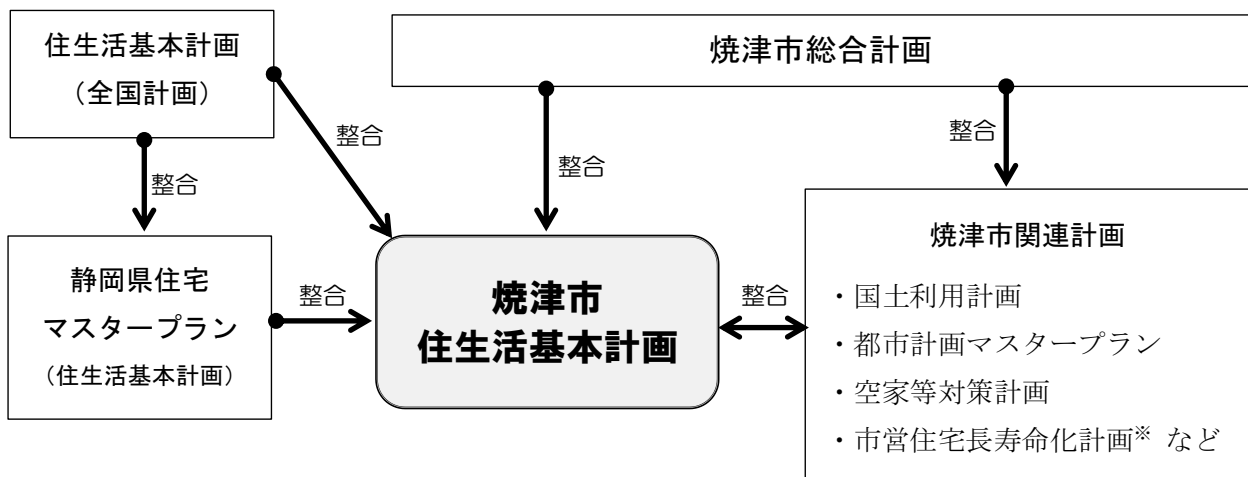 住生活基本計画
（全国計画）
焼津市総合計画
整合
整合
整合
整合
静岡県住宅
マスタープラン
（住生活基本計画）
整合
焼津市
住生活基本計画
整合
焼津市関連計画
・国土利用計画
・都市計画マスタープラン
・空家等対策計画
・市営住宅長寿命化計画※ など